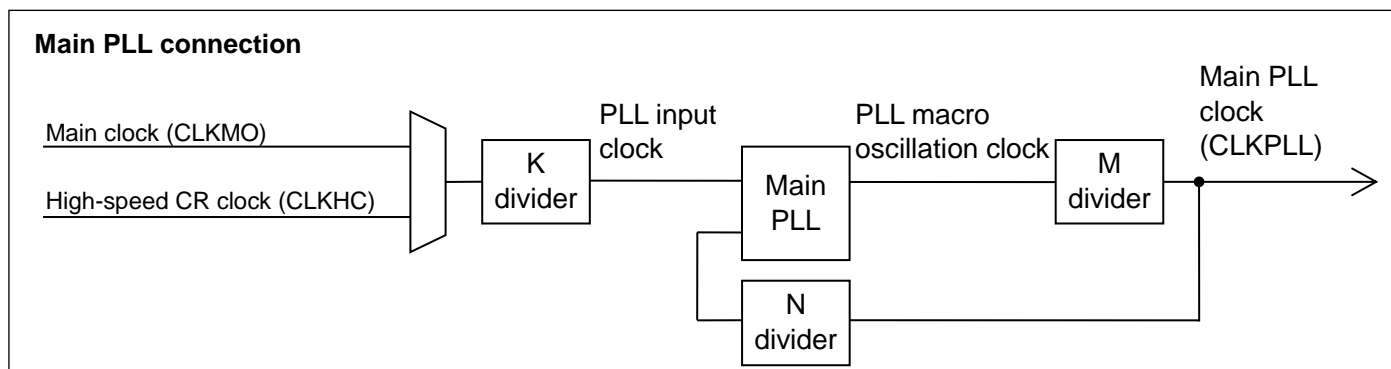 Main PLL connection
Main clock (CLKMO)
High-speed CR clock (CLKHC)
K
divider
PLL input
clock
Main
PLL
N
divider
PLL macro
oscillation clock
M
divider
Main PLL
clock
(CLKPLL)